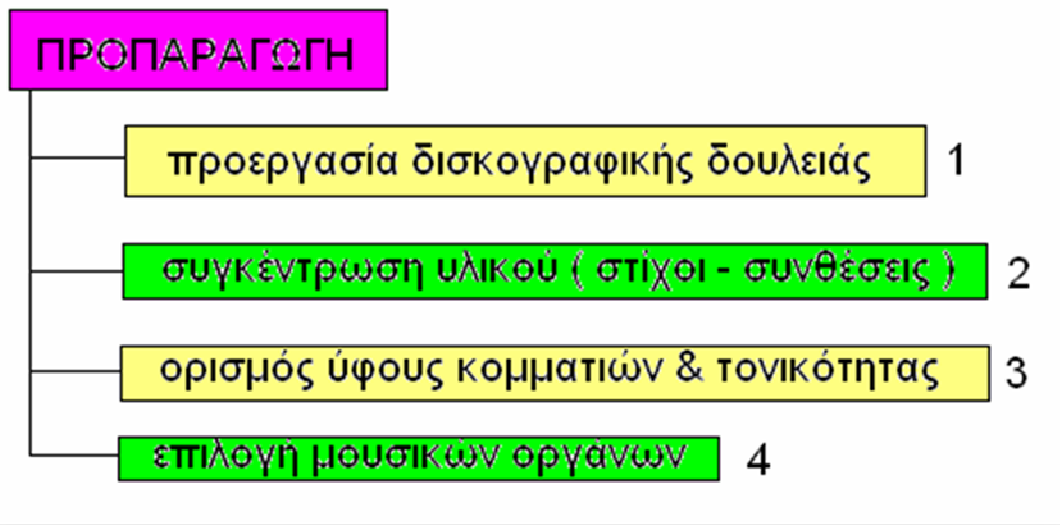 ΠΡΟΠΑΡΑΓΩΓΗ
προεργασία δισκογραφικής δουλειάς 1
συγκέντρωση υλικού ( στίχοι - συνθέσεις ) 2
ορισμός ύφους κομματιών & τονικότητας 3
επιλογή μουσικών οργάνων 4